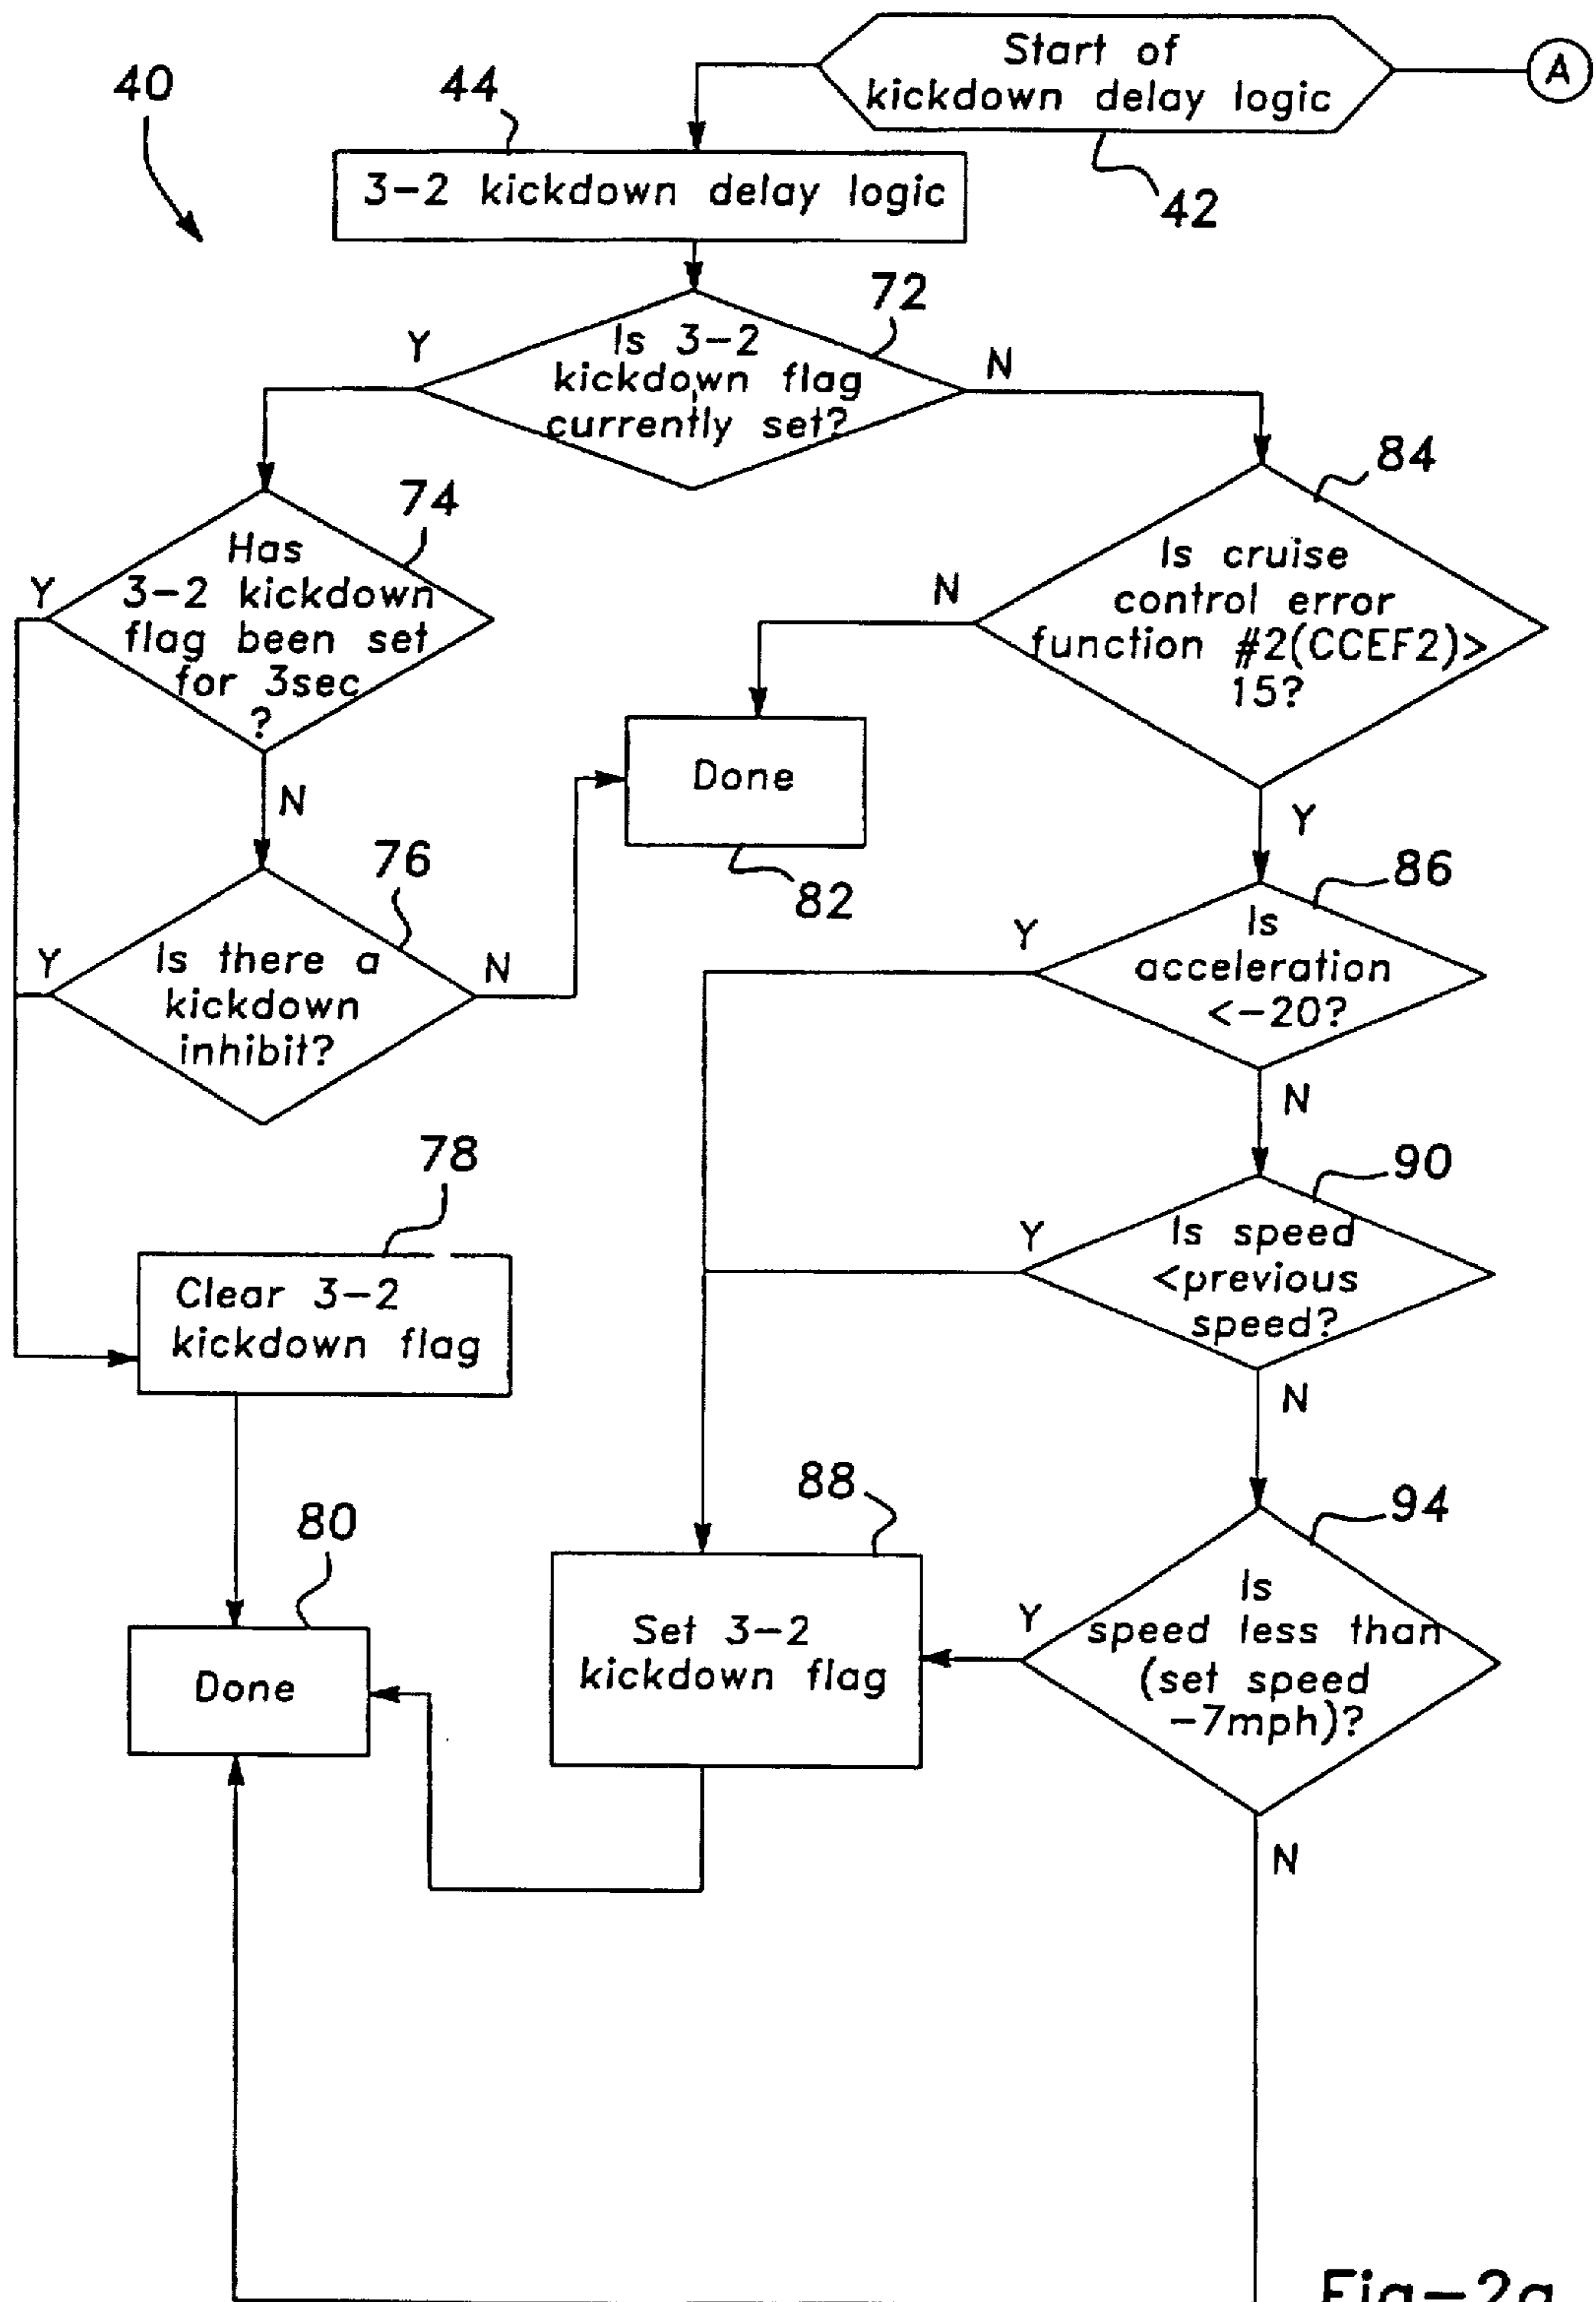 Start of
kickdown delay logic
A
40
44
42
3-2 kickdown delay logic
72
Is 3-2
kickdown flag
currently set?
Y
N
74
Has
3-2 kickdown
flag been set
for 3sec
?
Y
N
84
Is cruise
control error
function #2(CCEF2)>
15?
N
Y
Done
82
76
Is there a
kickdown
inhibit?
Y
N
86
Is
acceleration
<-20?
Y
N
78
Clear 3-2
kickdown flag
90
Is speed
<previous
speed?
Y
N
80
Done
88
Set 3-2
kickdown flag
94
Is
speed less than
(set speed
-7mph)?
Y
N
Fig-2a